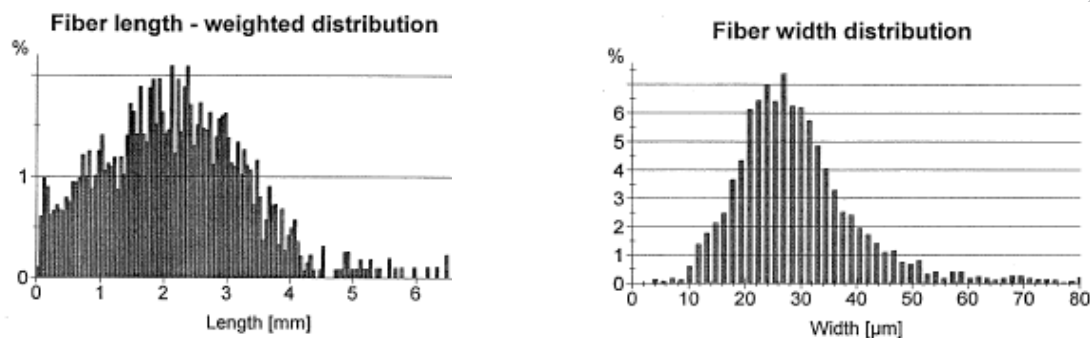 Fiber length - weighted distribution
%
1
0
0 1 2 3 4 5 6
Length [mm]
Fiber width distribution
%
6
5
4
3
2
1
0
0 10 20 30 40 50 60 70 80
Width [µm]